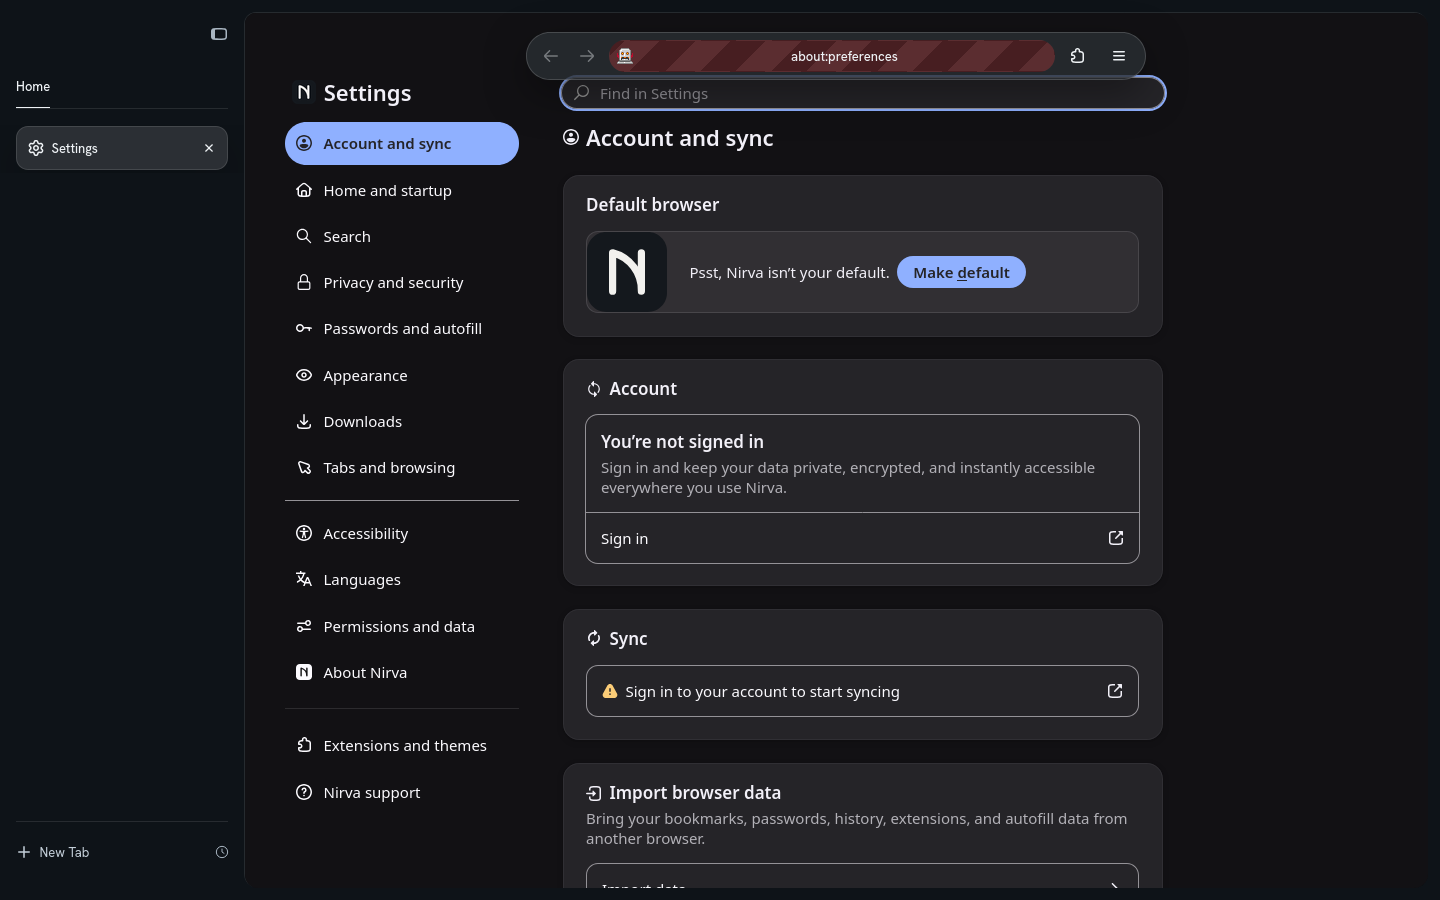 Home
Settings
about:preferences
Settings
Find in Settings
Account and sync
Home and startup
Search
Privacy and security
Passwords and autofill
Appearance
Downloads
Tabs and browsing
Accessibility
Languages
Permissions and data
About Nirva
Extensions and themes
Nirva support
Account and sync
Default browser
Psst, Nirva isn’t your default.
Make default
Account
You’re not signed in
Sign in and keep your data private, encrypted, and instantly accessible
everywhere you use Nirva.
Sign in
Sync
Sign in to your account to start syncing
Import browser data
Bring your bookmarks, passwords, history, extensions, and autofill data from
another browser.
Import data
New Tab